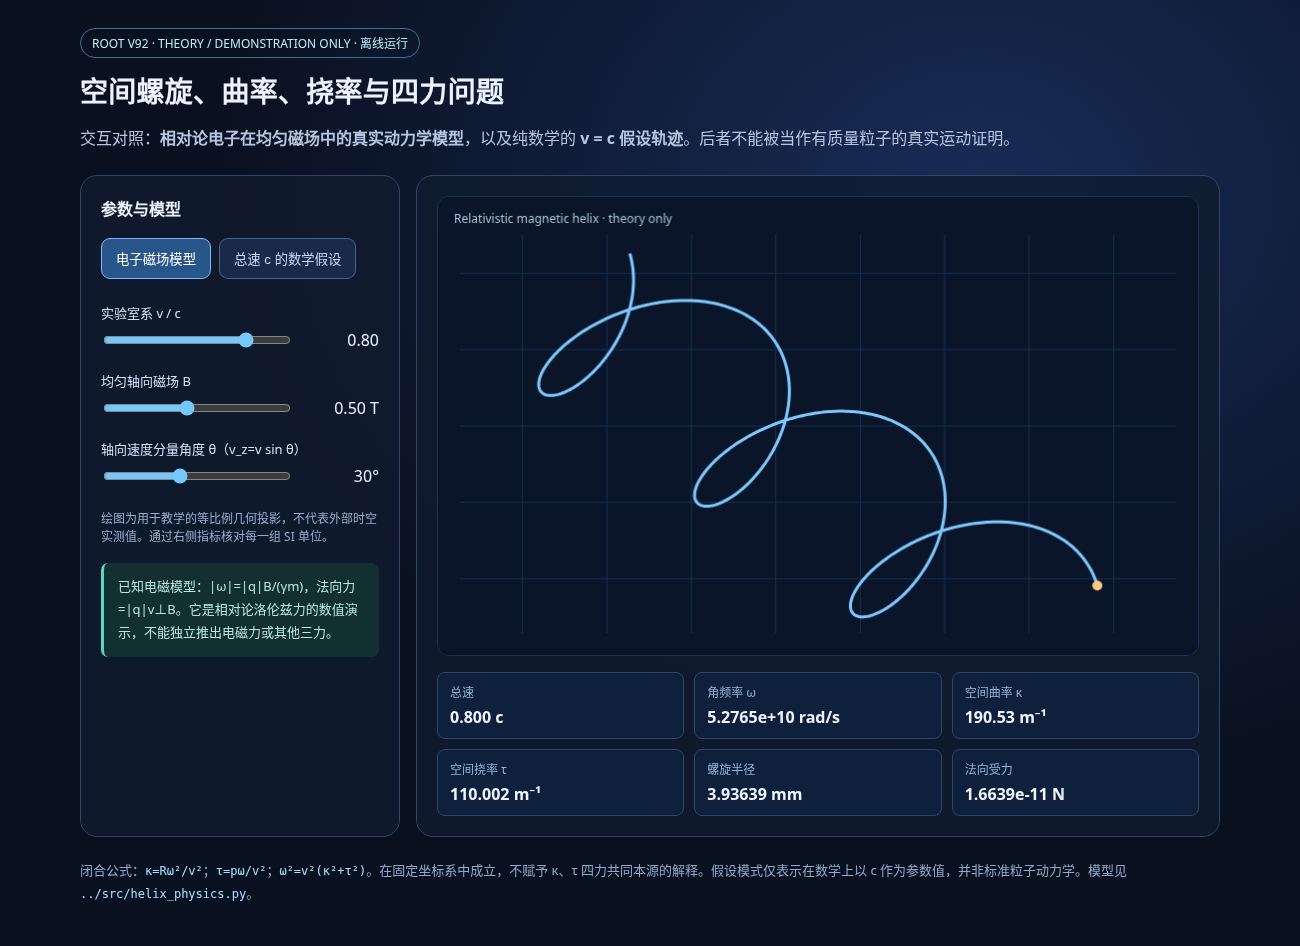 ROOT V92 · THEORY / DEMONSTRATION ONLY · 离线运行
空间螺旋、曲率、挠率与四力问题
交互对照：相对论电子在均匀磁场中的真实动力学模型，以及纯数学的 v = c 假设轨迹。后者不能被当作有质量粒子的真实运动证明。
参数与模型
电子磁场模型
总速 c 的数学假设
实验室系 v / c
0.80
均匀轴向磁场 B
0.50 T
轴向速度分量角度 θ（v_z=v sin θ）
30°
绘图为用于教学的等比例几何投影，不代表外部时空
实测值。通过右侧指标核对每一组 SI 单位。
已知电磁模型：|ω|=|q|B/(γm)，法向力
=|q|v⊥B。它是相对论洛伦兹力的数值演
示，不能独立推出电磁力或其他三力。
Relativistic magnetic helix · theory only
总速
0.800 c
角频率 ω
5.2765e+10 rad/s
空间曲率 κ
190.53 m⁻¹
空间挠率 τ
110.002 m⁻¹
螺旋半径
3.93639 mm
法向受力
1.6639e-11 N
闭合公式：κ=Rω²/v²；τ=pω/v²；ω²=v²(κ²+τ²)。在固定坐标系中成立，不赋予 κ、τ 四力共同本源的解释。假设模式仅表示在数学上以 c 作为参数值，并非标准粒子动力学。模型见
../src/helix_physics.py。